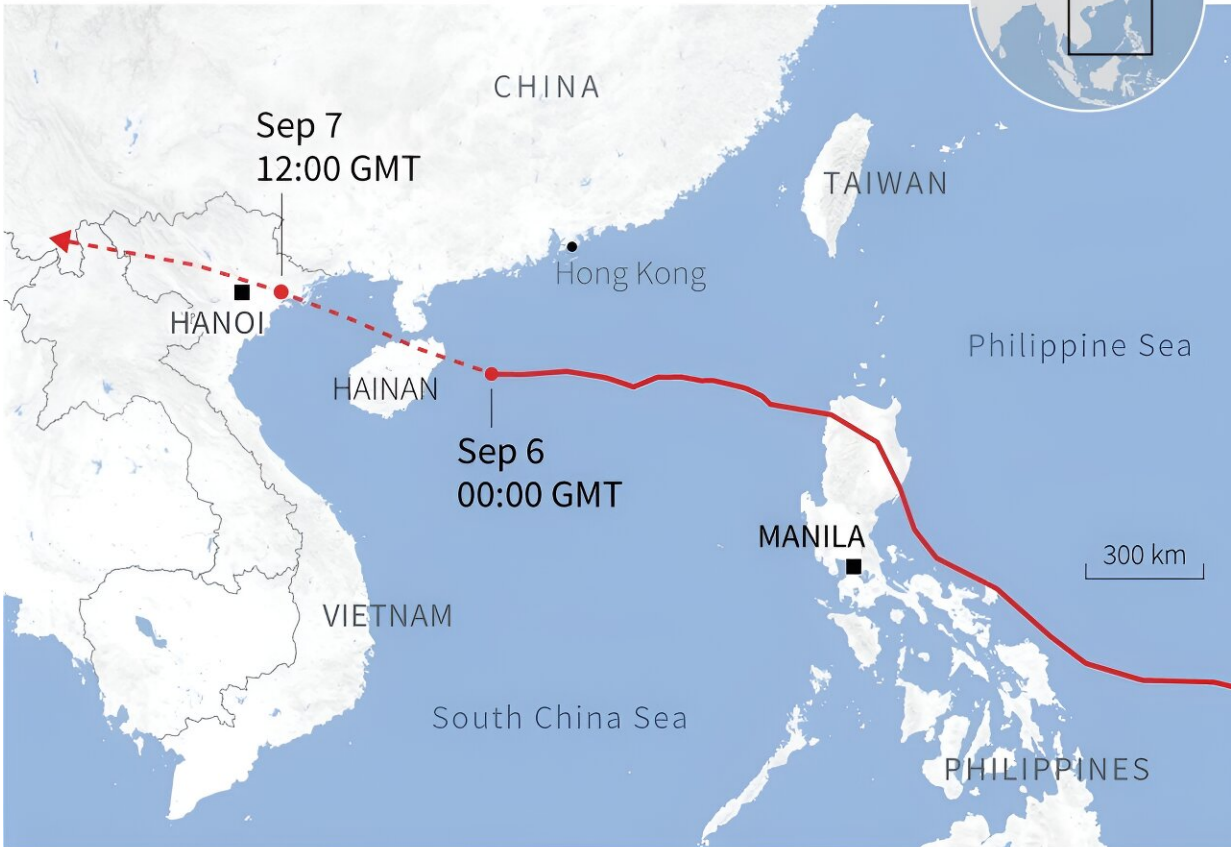 CHINA
Sep 7
12:00 GMT
TAIWAN
Hong Kong
HANOI
Philippine Sea
HAINAN
Sep 6
00:00 GMT
MANILA
300 km
VIETNAM
South China Sea
PHILIPPINES